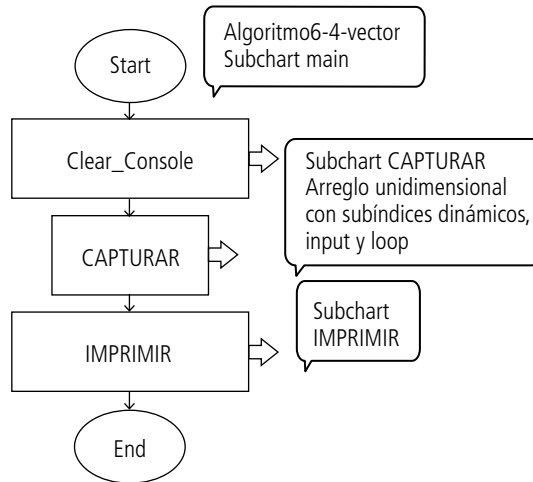 Algoritmo6-4-vector
Subchart main
Start
Clear_Console
Subchart CAPTURAR
Arreglo unidimensional
con subíndices dinámicos,
input y loop
CAPTURAR
Subchart
IMPRIMIR
IMPRIMIR
End